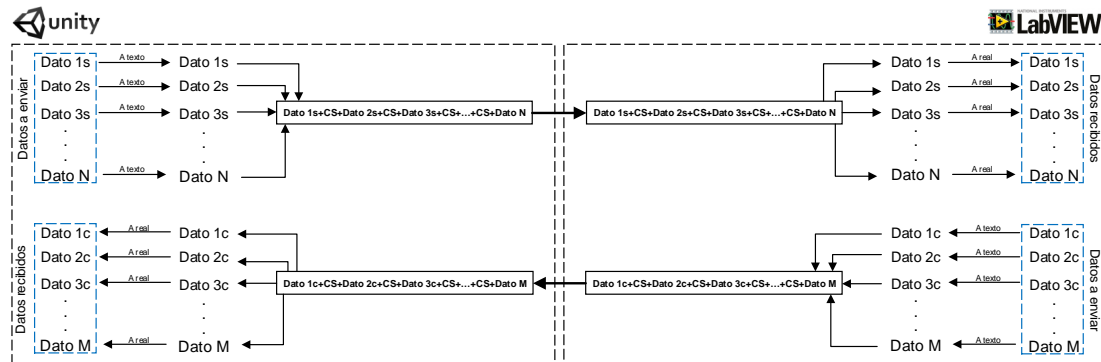 unity
NATIONAL INSTRUMENTS
LabVIEW
Datos a enviar
Dato 1s A texto Dato 1s
Dato 2s A texto Dato 2s
Dato 3s A texto Dato 3s
. .
. .
. .
Dato N A texto Dato N
Dato 1s+CS+Dato 2s+CS+Dato 3s+CS+...+CS+Dato N
Dato 1s+CS+Dato 2s+CS+Dato 3s+CS+...+CS+Dato N
Dato 1s A real Dato 1s
Dato 2s A real Dato 2s
Dato 3s A real Dato 3s
. .
. .
. .
Dato N A real Dato N
Datos recibidos
Datos recibidos
Dato 1c A real Dato 1c
Dato 2c A real Dato 2c
Dato 3c A real Dato 3c
. .
. .
. .
Dato M A real Dato M
Dato 1c+CS+Dato 2c+CS+Dato 3c+CS+...+CS+Dato M
Dato 1c+CS+Dato 2c+CS+Dato 3c+CS+...+CS+Dato M
Dato 1c A texto Dato 1c
Dato 2c A texto Dato 2c
Dato 3c A texto Dato 3c
. .
. .
. .
Dato M A texto Dato M
Datos a enviar